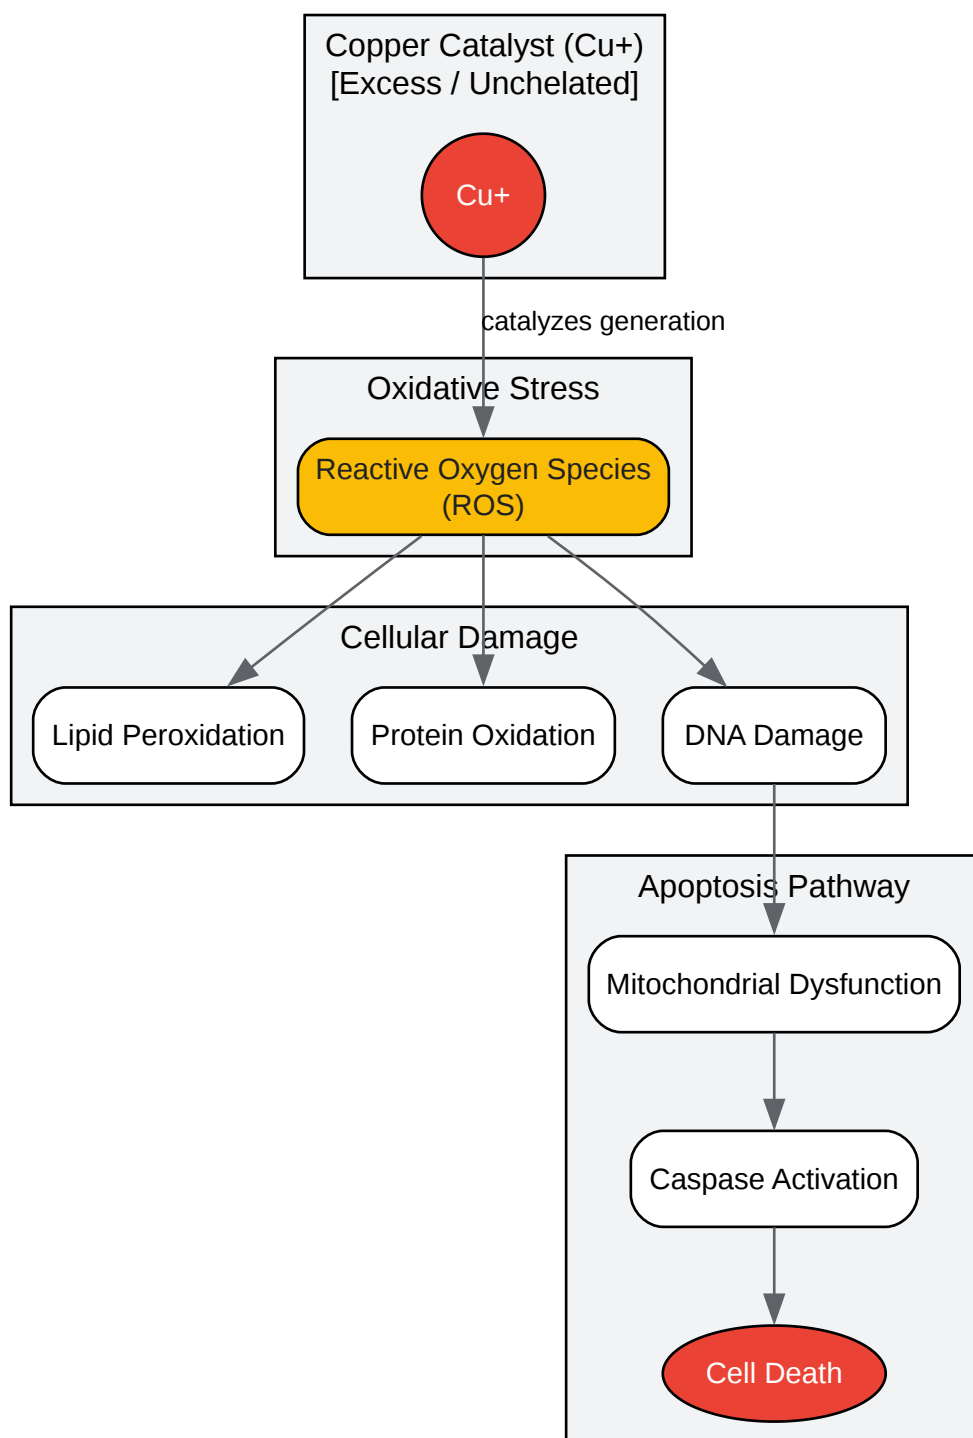 Copper Catalyst (Cu+)
[Excess / Unchelated]
Cu+
catalyzes generation
Oxidative Stress
Reactive Oxygen Species
(ROS)
Cellular Damage
Lipid Peroxidation
Protein Oxidation
DNA Damage
Apoptosis Pathway
Mitochondrial Dysfunction
Caspase Activation
Cell Death